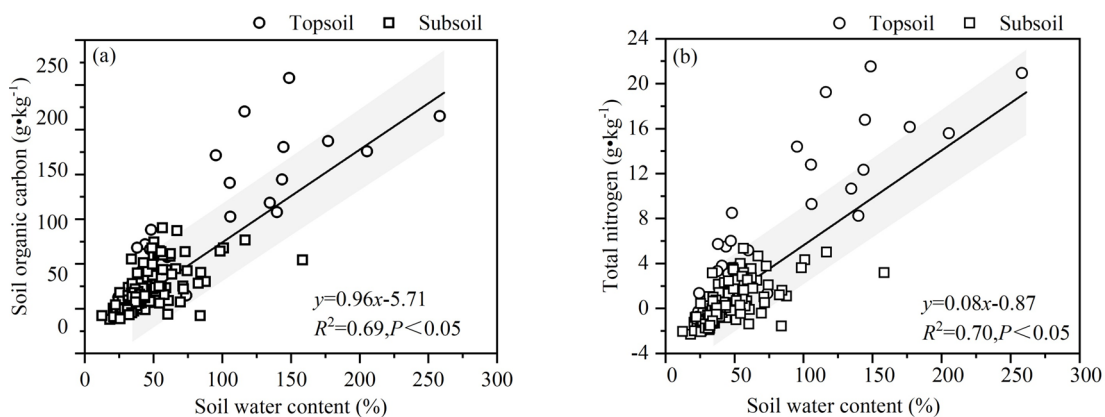 Topsoil Subsoil
(a)
Soil organic carbon (g•kg-1)
250
200
150
100
50
0
y=0.96x-5.71
R2=0.69,P<0.05
0 50 100 150 200 250 300
Soil water content (%)
Topsoil Subsoil
(b)
Total nitrogen (g•kg-1)
24
20
16
12
8
4
0
-4
y=0.08x-0.87
R2=0.70,P<0.05
0 50 100 150 200 250 300
Soil water content (%)